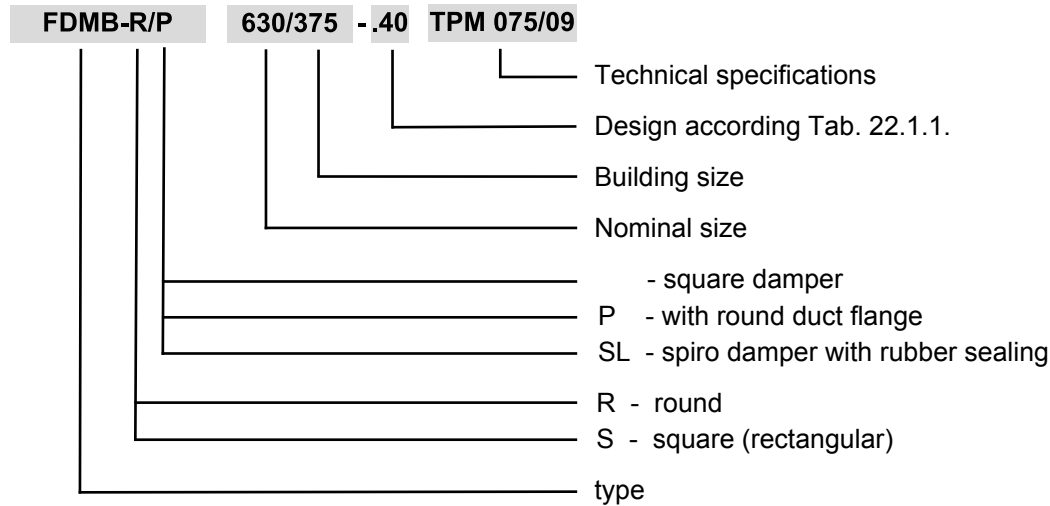 FDMB-R/P 630/375 - .40 TPM 075/09
Technical specifications
Design according Tab. 22.1.1.
Building size
Nominal size
- square damper
P - with round duct flange
SL - spiro damper with rubber sealing
R - round
S - square (rectangular)
type